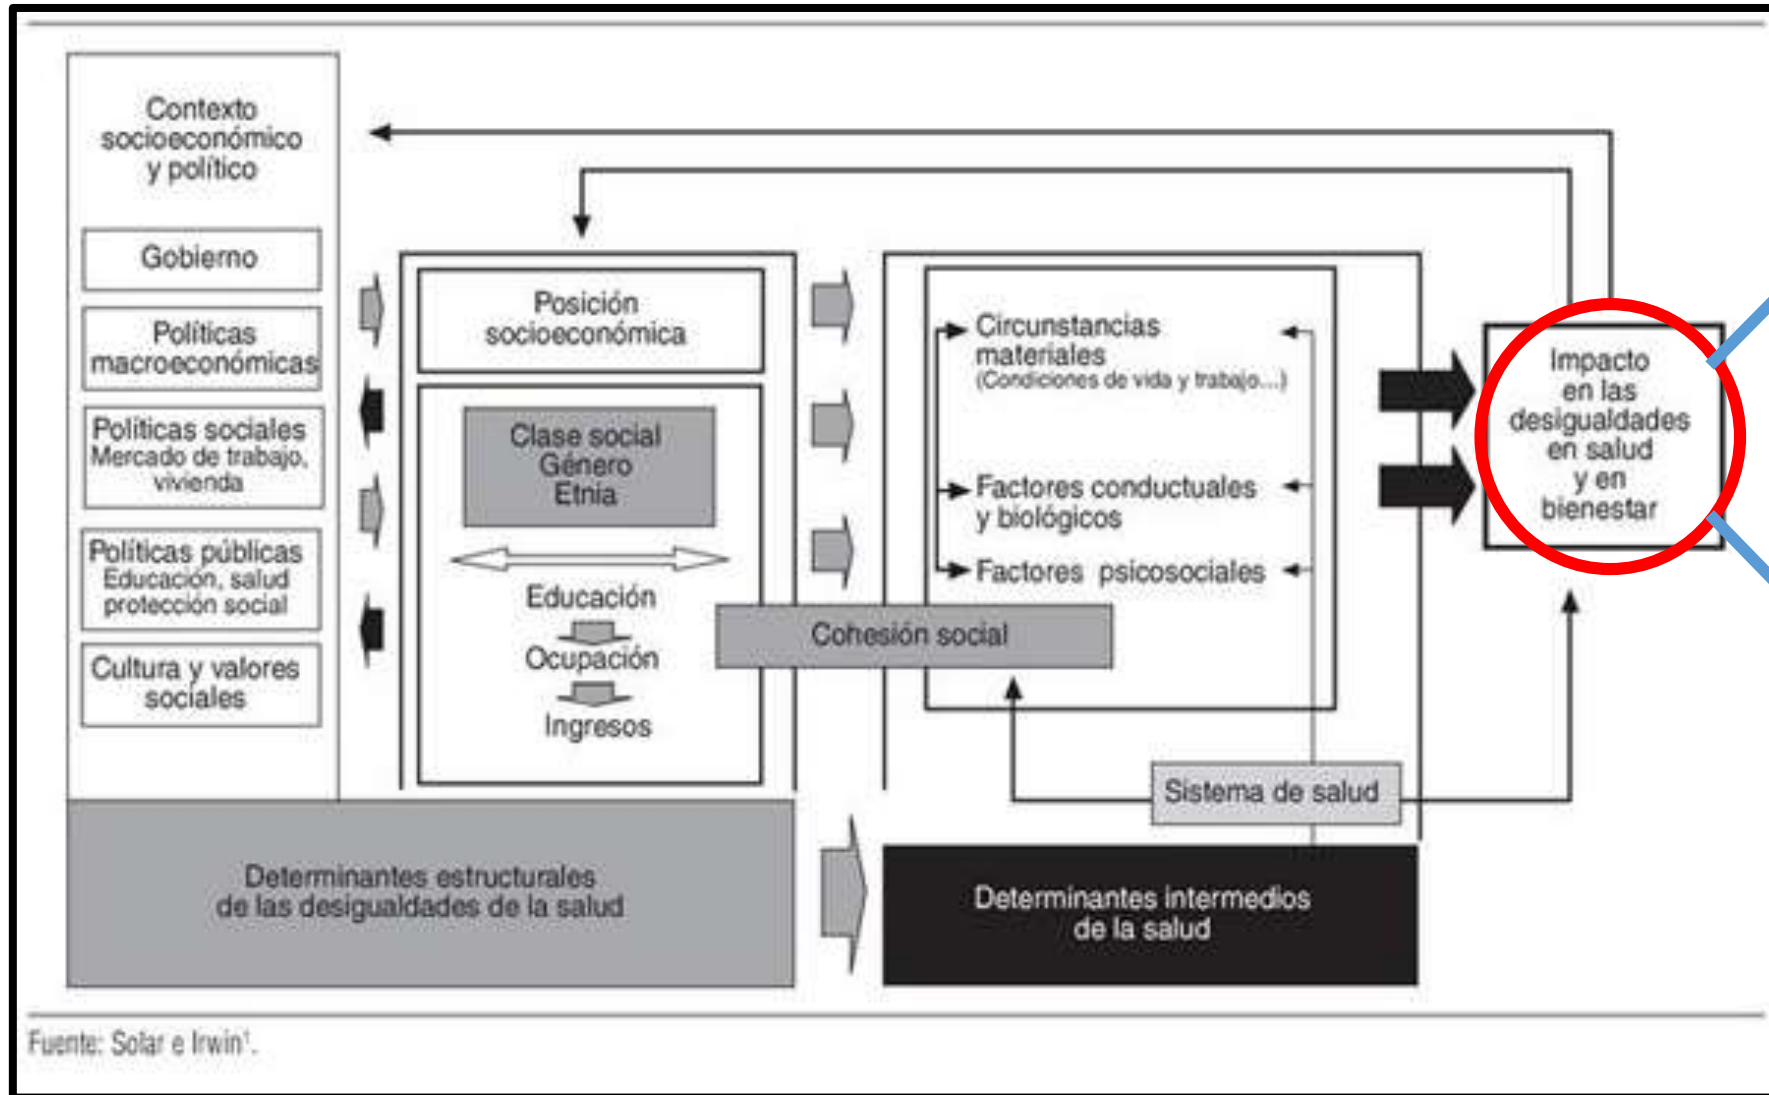 Contexto
socioeconómico
y político
Gobierno
Políticas
macroeconómicas
Políticas sociales
Mercado de trabajo,
vivienda
Políticas públicas
Educación, salud
protección social
Cultura y valores
sociales
Posición
socioeconómica
Clase social
Género
Etnia
Educación
Ocupación
Ingresos
Cohesión social
Circunstancias
materiales
(Condiciones de vida y trabajo...)
Factores conductuales
y biológicos
Factores psicosociales
Sistema de salud
Impacto
en las
desigualdades
en salud
y en
bienestar
Determinantes estructurales
de las desigualdades de la salud
Determinantes intermedios
de la salud
Fuente: Solar e Irwin¹.